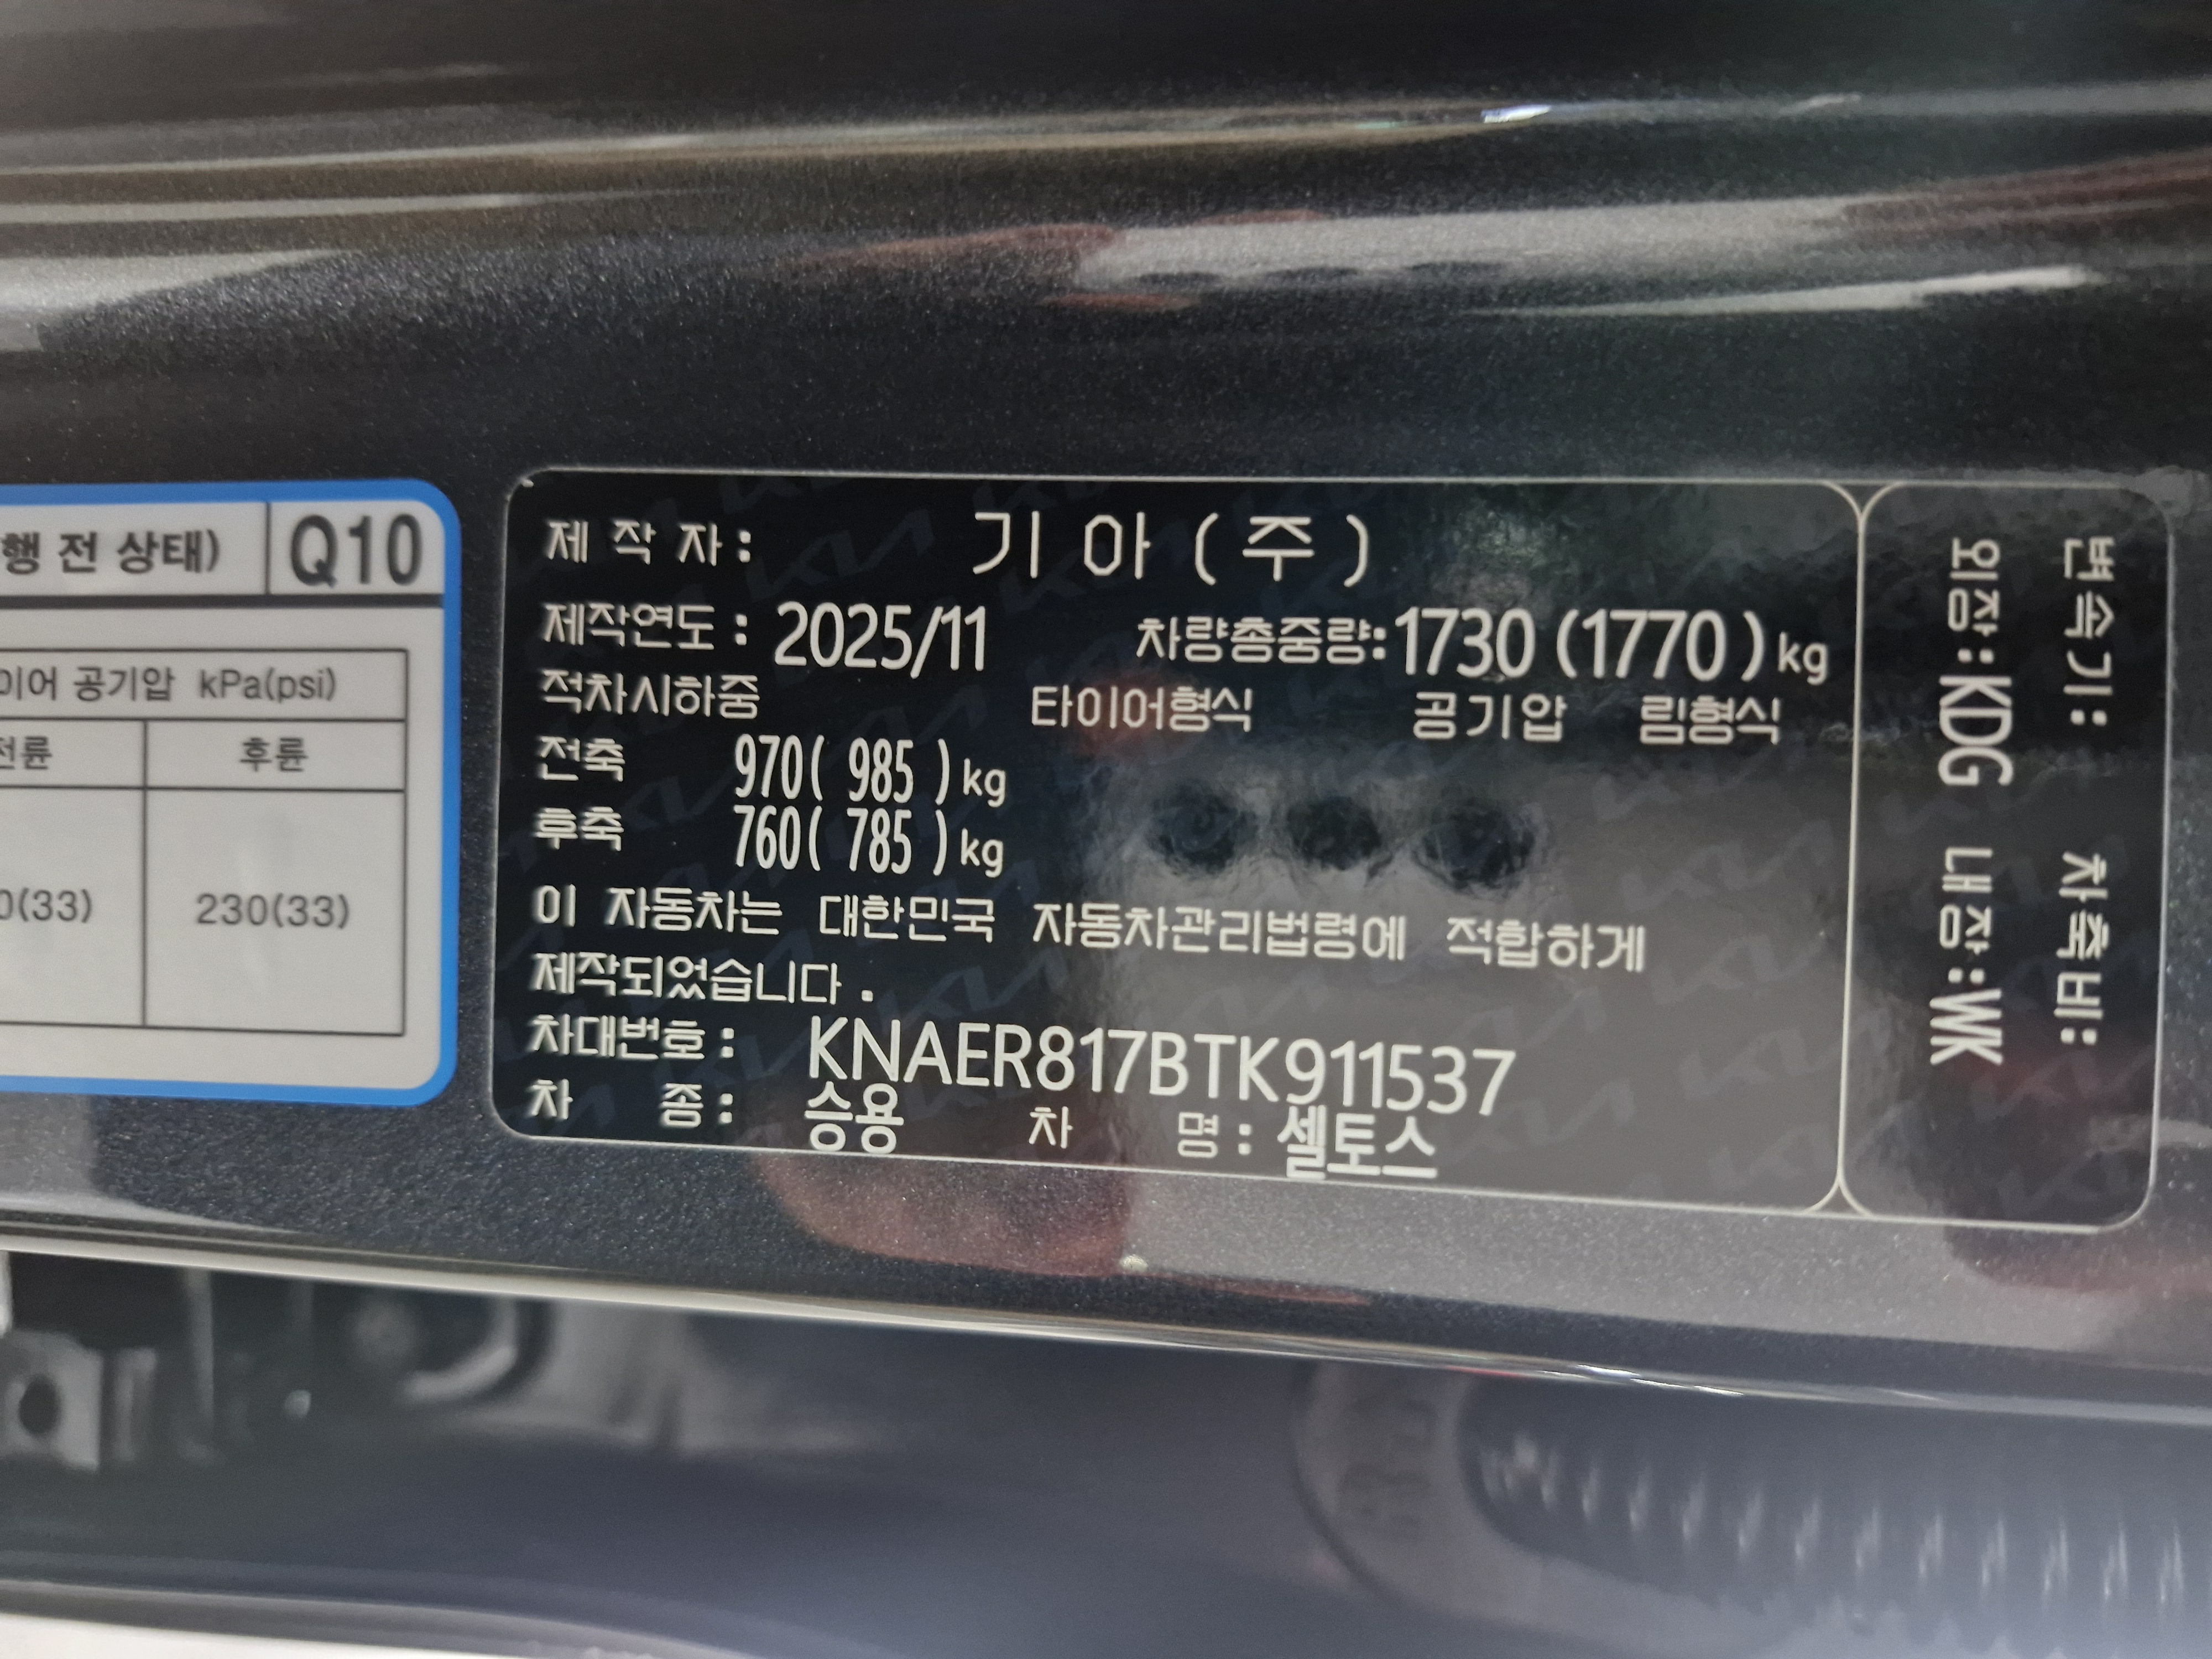 행 전 상태) Q10
이어 공기압 kPa(psi)
전륜 후륜
0(33) 230(33)
제 작 자 : 기 아 ( 주 )
제작연도 : 2025/11 차량총중량:1730 (1770 )kg
적차시하중 타이어형식 공기압 림형식
전축 970( 985 )kg
후축 760( 785 )kg
이 자동차는 대한민국 자동차관리법령에 적합하게
제작되었습니다 .
차대번호 : KNAER817BTK911537
차 종 : 승용 차 명 : 셀토스
변속기 : 차축비:
외장:KDG 내장:WK